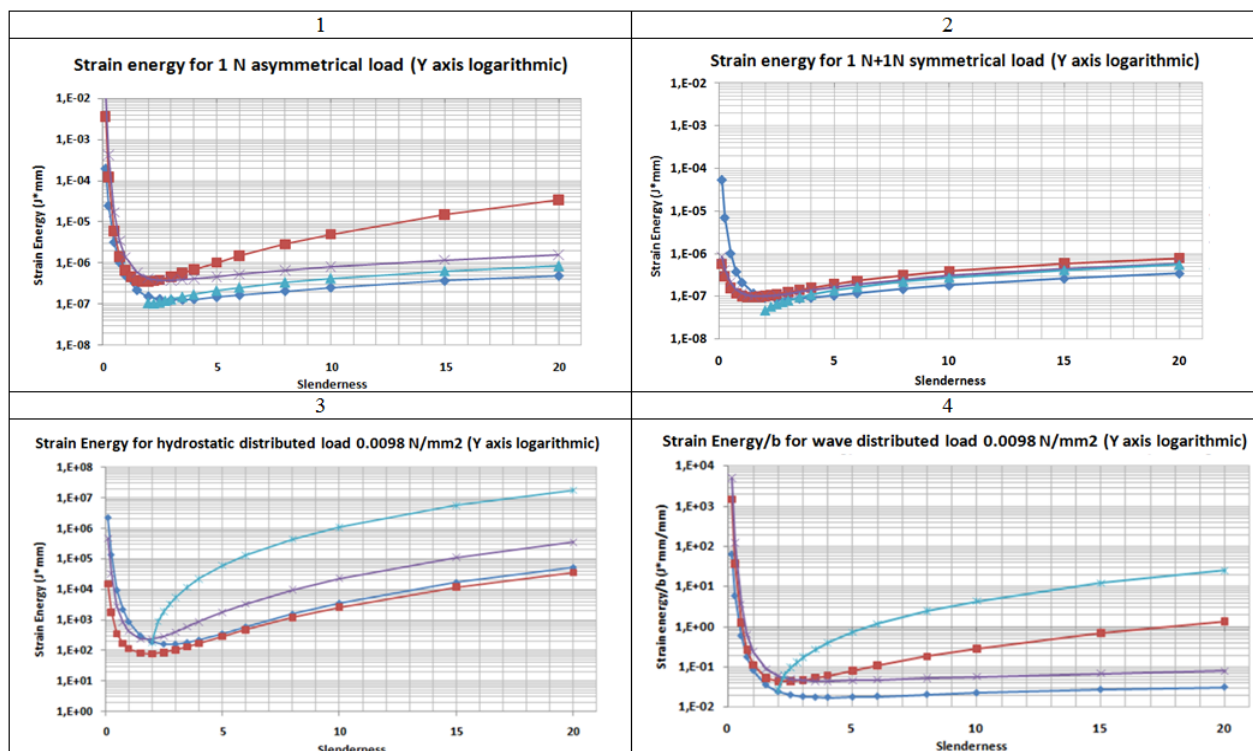 1
Strain energy for 1 N asymmetrical load (Y axis logarithmic)
Strain Energy (J*mm)
1,E-02
1,E-03
1,E-04
1,E-05
1,E-06
1,E-07
1,E-08
0 5 10 15 20
Slenderness
2
Strain energy for 1 N+1N symmetrical load (Y axis logarithmic)
Strain Energy (J*mm)
1,E-02
1,E-03
1,E-04
1,E-05
1,E-06
1,E-07
1,E-08
0 5 10 15 20
Slenderness
3
Strain Energy for hydrostatic distributed load 0.0098 N/mm2 (Y axis logarithmic)
Strain Energy (J*mm)
1,E+08
1,E+07
1,E+06
1,E+05
1,E+04
1,E+03
1,E+02
1,E+01
1,E+00
0 5 10 15 20
Slenderness
4
Strain Energy/b for wave distributed load 0.0098 N/mm2 (Y axis logarithmic)
Strain energy/b (J*mm/mm)
1,E+04
1,E+03
1,E+02
1,E+01
1,E+00
1,E-01
1,E-02
0 5 10 15 20
Slenderness